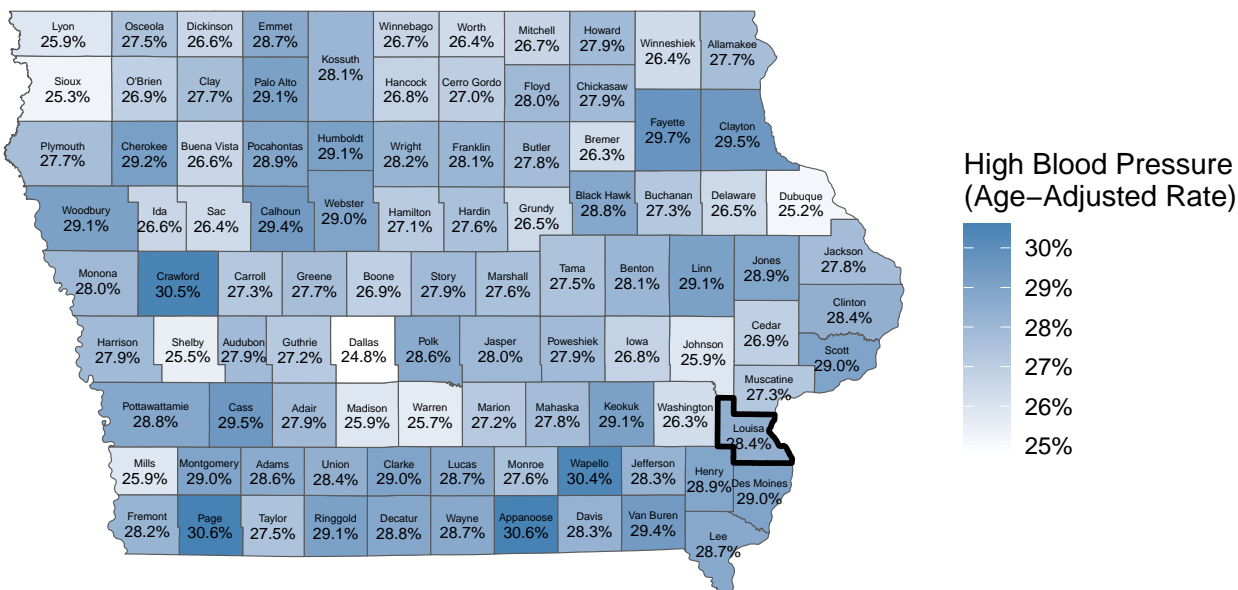 Lyon
25.9%
Osceola
27.5%
Dickinson
26.6%
Emmet
28.7%
Kossuth
28.1%
Winnebago
26.7%
Worth
26.4%
Mitchell
26.7%
Howard
27.9%
Winneshiek
26.4%
Allamakee
27.7%
Sioux
25.3%
O'Brien
26.9%
Clay
27.7%
Palo Alto
29.1%
Hancock
26.8%
Cerro Gordo
27.0%
Floyd
28.0%
Chickasaw
27.9%
Fayette
29.7%
Clayton
29.5%
Plymouth
27.7%
Cherokee
29.2%
Buena Vista
26.6%
Pocahontas
28.9%
Humboldt
29.1%
Wright
28.2%
Franklin
28.1%
Butler
27.8%
Bremer
26.3%
Woodbury
29.1%
Ida
26.6%
Sac
26.4%
Calhoun
29.4%
Webster
29.0%
Hamilton
27.1%
Hardin
27.6%
Grundy
26.5%
Black Hawk
28.8%
Buchanan
27.3%
Delaware
26.5%
Dubuque
25.2%
Monona
28.0%
Crawford
30.5%
Carroll
27.3%
Greene
27.7%
Boone
26.9%
Story
27.9%
Marshall
27.6%
Tama
27.5%
Benton
28.1%
Linn
29.1%
Jones
28.9%
Jackson
27.8%
Clinton
28.4%
Harrison
27.9%
Shelby
25.5%
Audubon
27.9%
Guthrie
27.2%
Dallas
24.8%
Polk
28.6%
Jasper
28.0%
Poweshiek
27.9%
Iowa
26.8%
Johnson
25.9%
Cedar
26.9%
Scott
29.0%
Muscatine
27.3%
Pottawattamie
28.8%
Cass
29.5%
Adair
27.9%
Madison
25.9%
Warren
25.7%
Marion
27.2%
Mahaska
27.8%
Keokuk
29.1%
Washington
26.3%
Louisa
28.4%
Mills
25.9%
Montgomery
29.0%
Adams
28.6%
Union
28.4%
Clarke
29.0%
Lucas
28.7%
Monroe
27.6%
Wapello
30.4%
Jefferson
28.3%
Henry
28.9%
Des Moines
29.0%
Fremont
28.2%
Page
30.6%
Taylor
27.5%
Ringgold
29.1%
Decatur
28.8%
Wayne
28.7%
Appanoose
30.6%
Davis
28.3%
Van Buren
29.4%
Lee
28.7%
High Blood Pressure
(Age−Adjusted Rate)
30%
29%
28%
27%
26%
25%